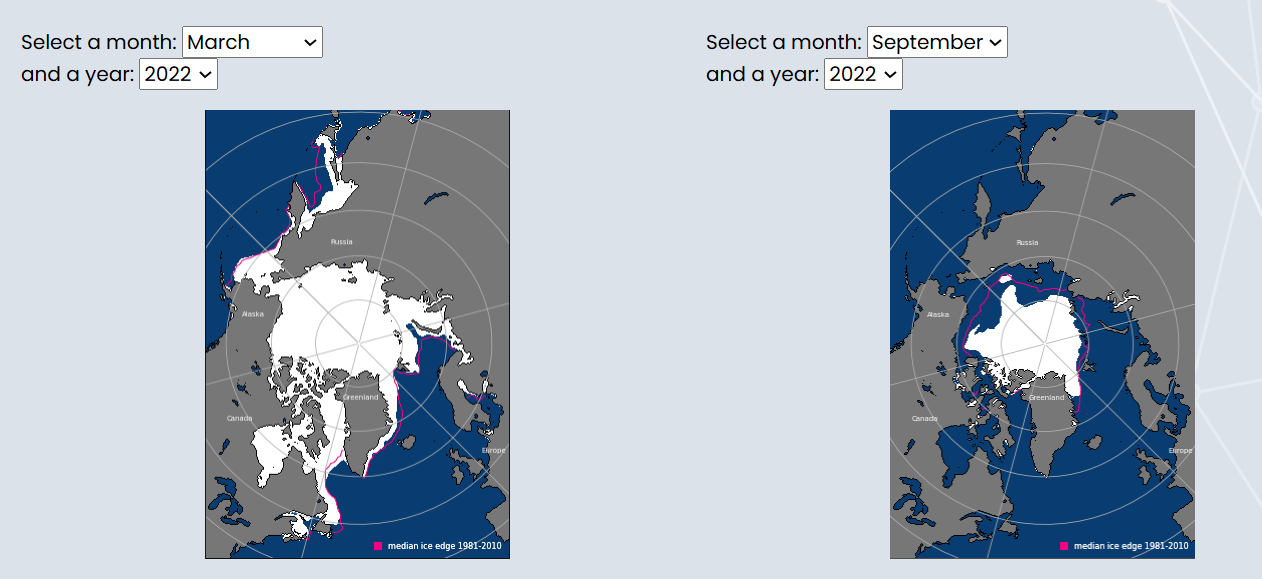 Select a month: March
and a year: 2022
Russia
Alaska
Greenland
Canada
Europe
median ice edge 1981-2010
Select a month: September
and a year: 2022
Russia
Alaska
Greenland
Canada
Europe
median ice edge 1981-2010